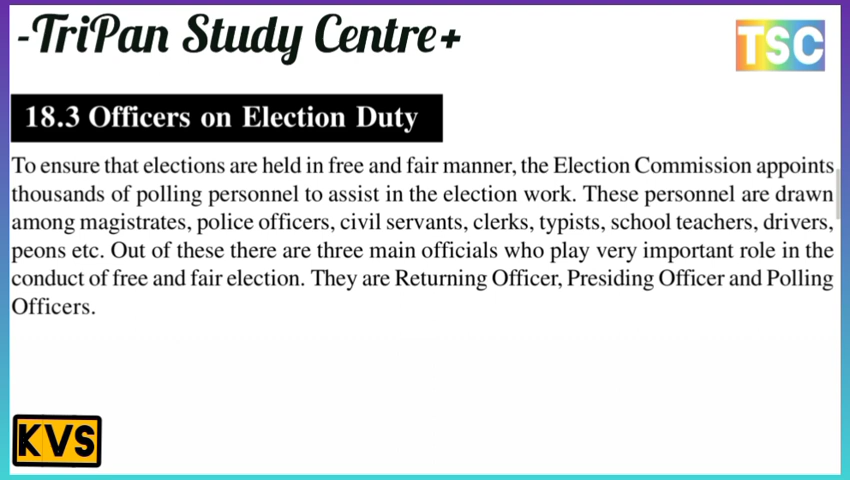 -TriPan Study Centre+
TSC
18.3 Officers on Election Duty
To ensure that elections are held in free and fair manner, the Election Commission appoints
thousands of polling personnel to assist in the election work. These personnel are drawn
among magistrates, police officers, civil servants, clerks, typists, school teachers, drivers,
peons etc. Out of these there are three main officials who play very important role in the
conduct of free and fair election. They are Returning Officer, Presiding Officer and Polling
Officers.
KVS